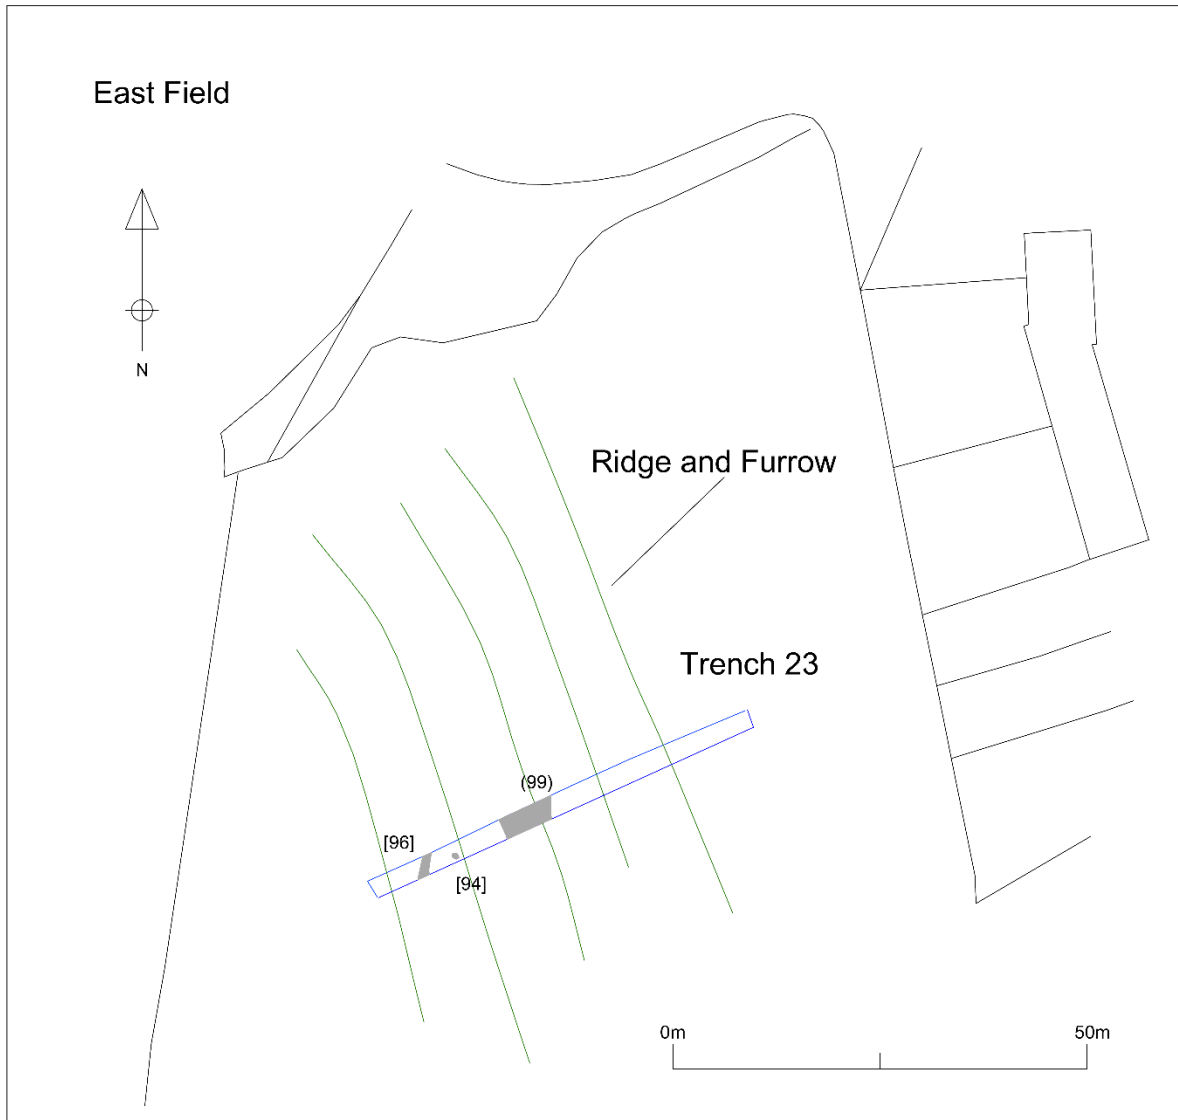 East Field
N
Ridge and Furrow
Trench 23
(99)
[96]
[94]
0m
50m